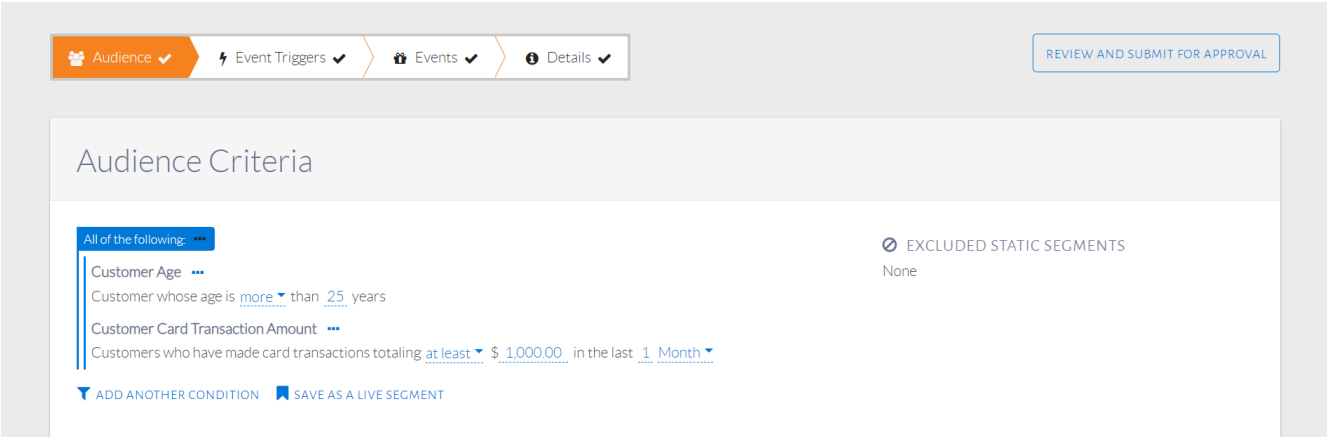 Audience Event Triggers Events Details
REVIEW AND SUBMIT FOR APPROVAL
Audience Criteria
All of the following: •••
Customer Age •••
Customer whose age is more than 25 years
Customer Card Transaction Amount •••
Customers who have made card transactions totaling at least $ 1,000.00 in the last 1 Month
ADD ANOTHER CONDITION SAVE AS A LIVE SEGMENT
EXCLUDED STATIC SEGMENTS
None